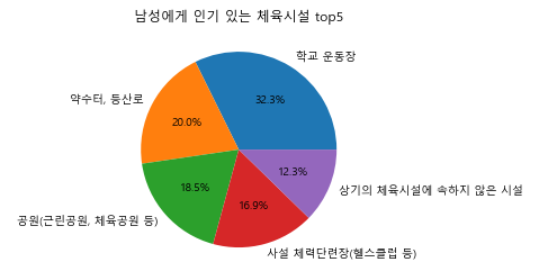 남성에게 인기 있는 체육시설 top5
학교 운동장
32.3%
약수터, 등산로
20.0%
공원(근린공원, 체육공원 등)
18.5%
사설 체력단련장(헬스클럽 등)
16.9%
상기의 체육시설에 속하지 않은 시설
12.3%